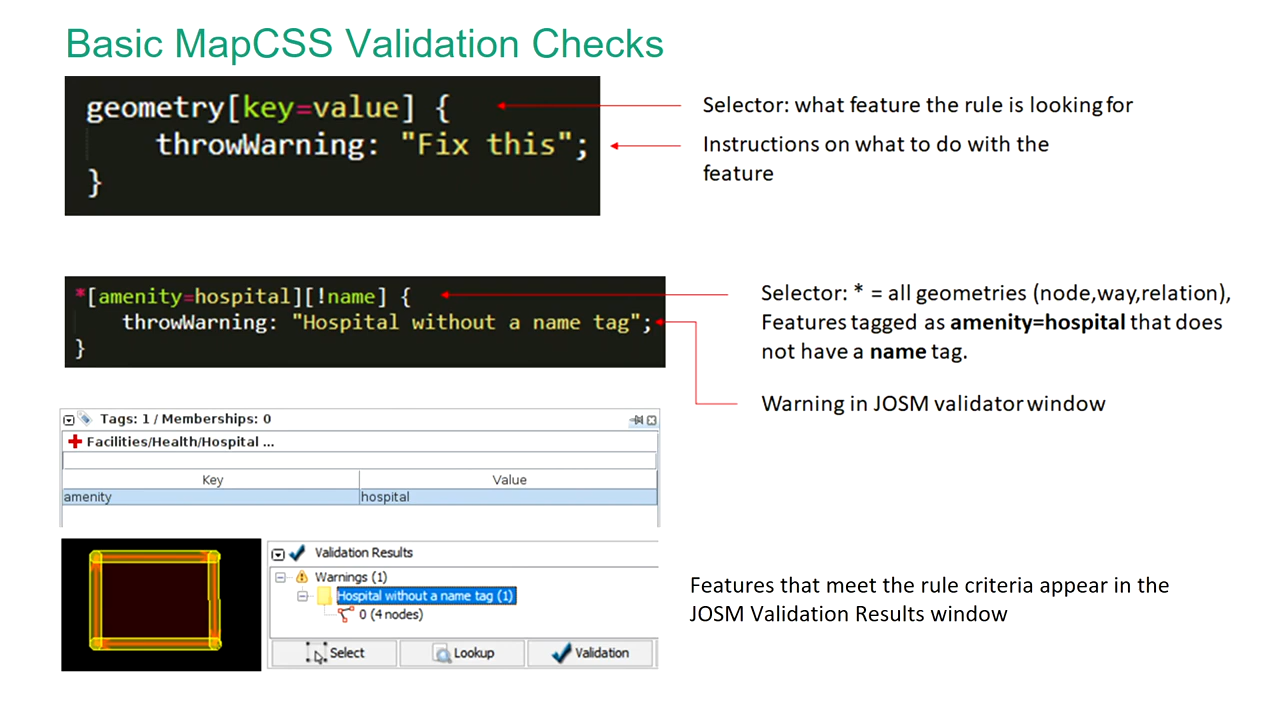 Basic MapCSS Validation Checks
geometry[key=value] {
throwWarning: "Fix this";
}
Selector: what feature the rule is looking for
Instructions on what to do with the
feature
*[amenity=hospital][!name] {
throwWarning: "Hospital without a name tag";
}
Selector: * = all geometries (node,way,relation),
Features tagged as amenity=hospital that does
not have a name tag.
Warning in JOSM validator window
Tags: 1 / Memberships: 0
Facilities/Health/Hospital ...
Key Value
amenity hospital
Validation Results
Warnings (1)
Hospital without a name tag (1)
0 (4 nodes)
Select Lookup Validation
Features that meet the rule criteria appear in the
JOSM Validation Results window